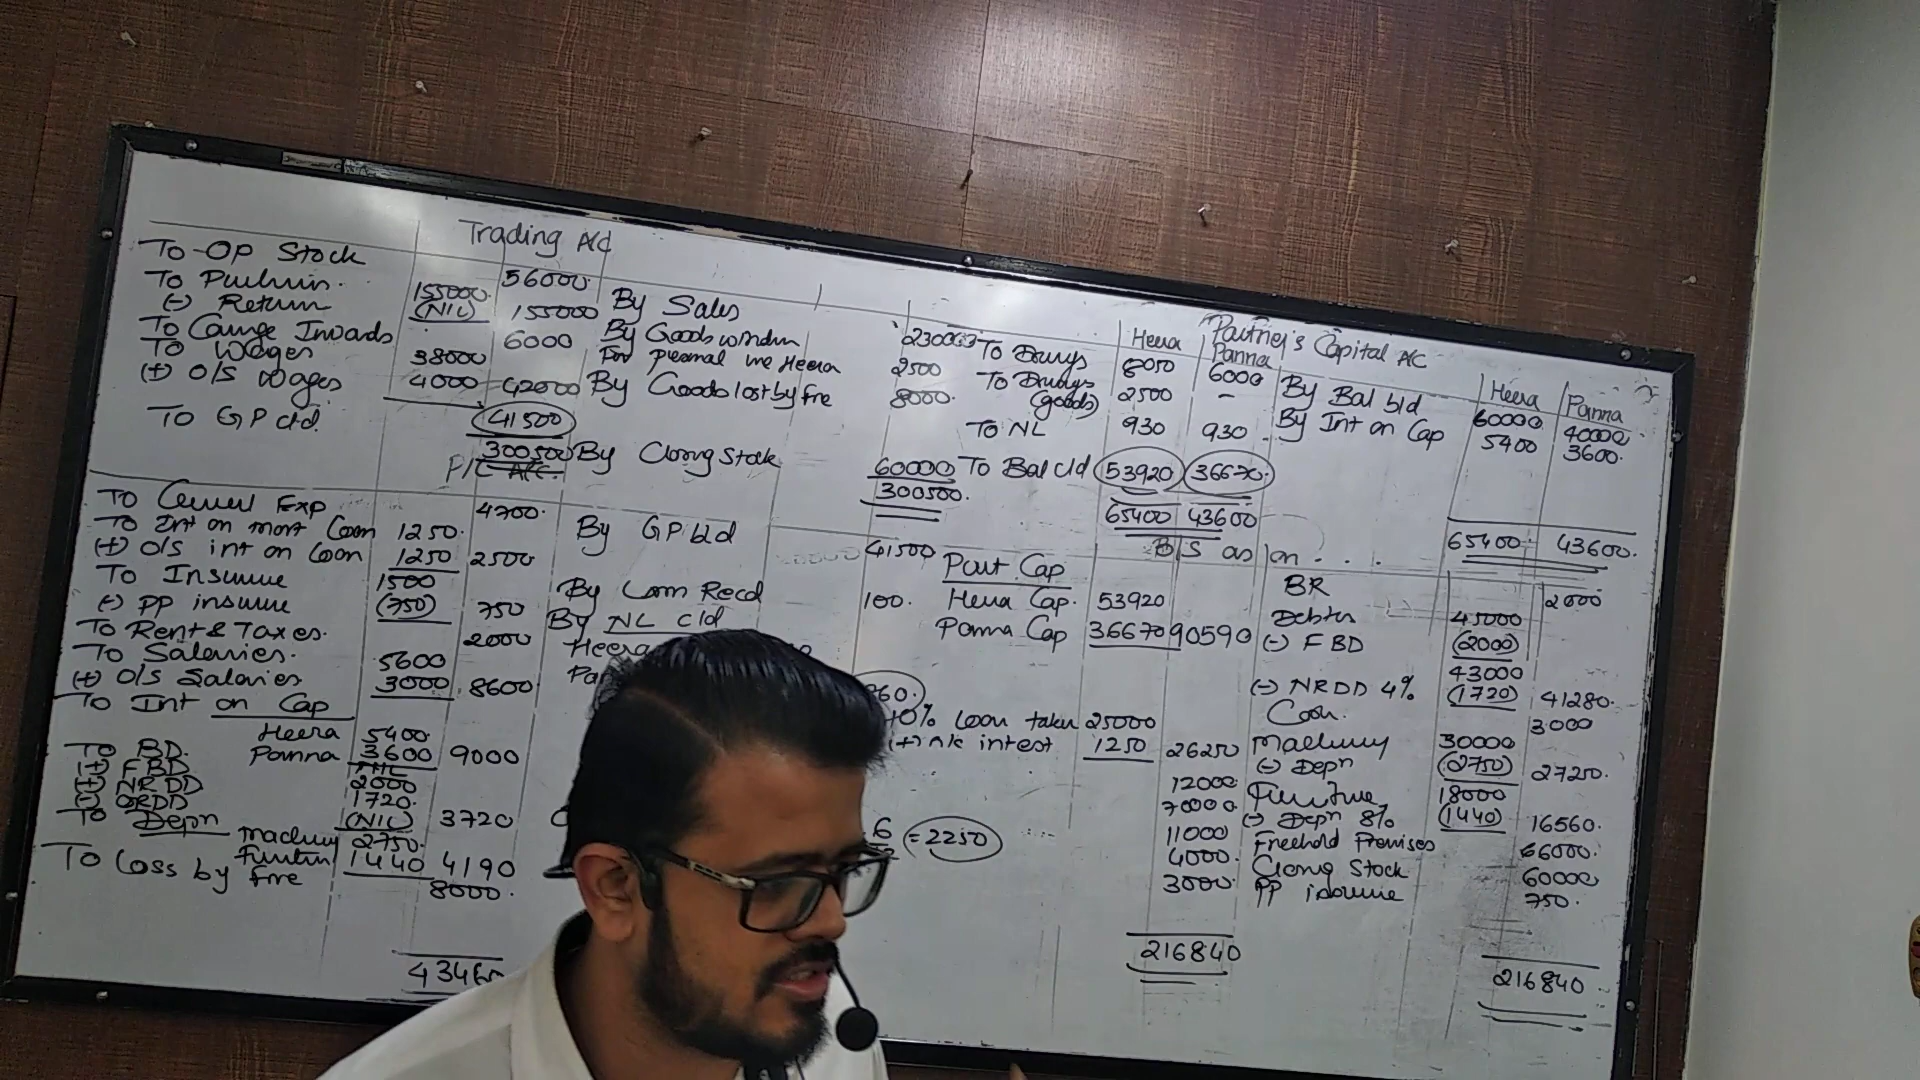 Trading A/C
To OP Stock 56000
To Purchases 155000
(-) Return (NIL) 155000
To Carriage Inwards 6000
To Wages 38000
(+) O/S Wages 4000 42000
To GP c/d 41500
300500
By Sales 230000
By Goods
For personal use Heera 2500
By Goods lost by fire 8000
By Closing Stock 60000
300500
P/L A/C
To General Exp 4700
To Int on mort Loan 1250
(+) O/S int on loan 1250 2500
To Insurance 1500
(-) PP insurance (750) 750
To Rent & Taxes 2000
To Salaries 5600
(+) O/S Salaries 3000 8600
To Int on Cap
Heera 5400
Panna 3600 9000
To BD
(+) FBD 2000
(+) NRDD 1720
(-) ORDD (NIL) 3720
To Depn
Machinery 2750
Furniture 1440 4190
To Loss by Fire 8000
By GP b/d 41500
By Comm Recd 100
By NL c/d
Heera
= 2250
Partner's Capital A/C
Heera Panna
To Drwgs 8050 6000
To Drwgs (goods) 2500 -
To NL 930 930
To Bal c/d 53920 36670
65400 43600
Heera Panna
By Bal b/d 60000 40000
By Int on Cap 5400 3600
65400 43600
B/S as on . . .
Part Cap
Heera Cap. 53920
Panna Cap 36670 90590
10% Loan taken 25000
1250 26250
12000
70000
11000
4000
3000
216840
BR 2000
Debtors 45000
(-) FBD (2000)
43000
(-) NRDD 4% (1720) 41280
Cash 3000
Machinery 30000
(-) Depn (2750) 27250
Furniture 18000
(-) Depn 8% (1440) 16560
Freehold Premises 66000
Closing Stock 60000
PP insurance 750
216840